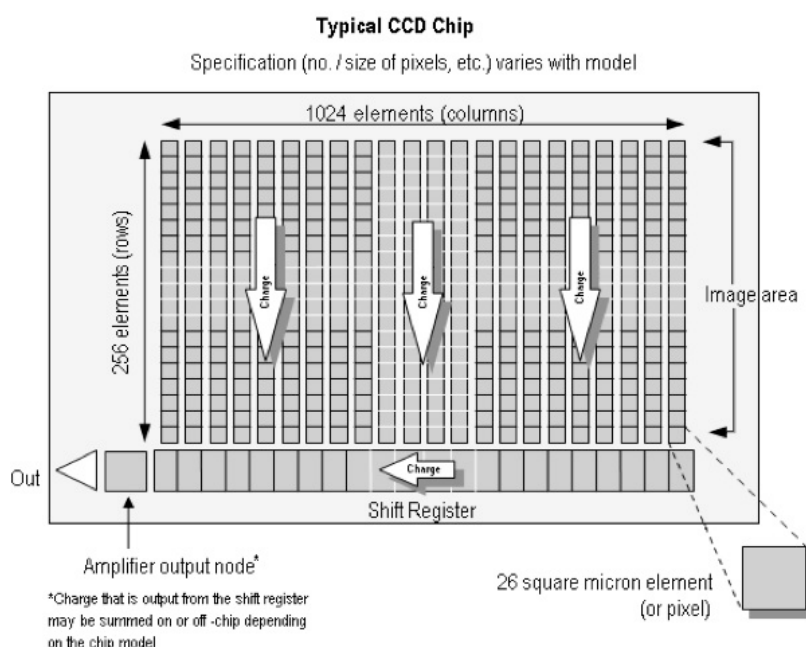 Typical CCD Chip
Specification (no. / size of pixels, etc.) varies with model
1024 elements (columns)
256 elements (rows)
Charge
Charge
Charge
Image area
Out
Charge
Shift Register
Amplifier output node*
*Charge that is output from the shift register
may be summed on or off -chip depending
on the chip model
26 square micron element
(or pixel)